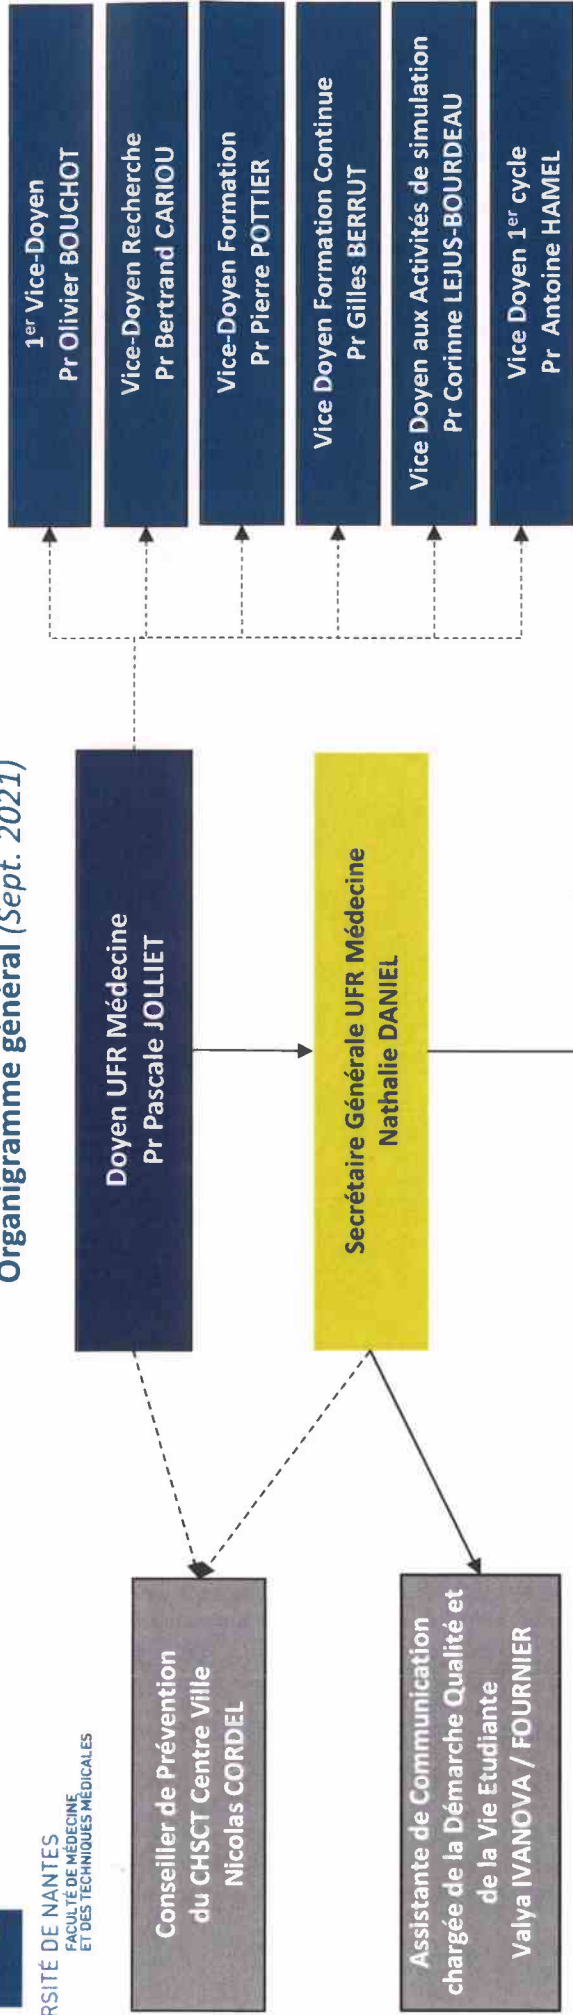 RSITÉ DE NANTES
FACULTÉ DE MÉDECINE
ET DES TECHNIQUES MÉDICALES
Organigramme général (Sept. 2021)
Doyen UFR Médecine
Pr Pascale JOLLIET
Secrétaire Générale UFR Médecine
Nathalie DANIEL
Conseiller de Prévention
du CHSCT Centre Ville
Nicolas CORDEL
Assistante de Communication
chargée de la Démarche Qualité et
de la Vie Etudiante
Valya IVANOVA / FOURNIER
1er Vice-Doyen
Pr Olivier BOUCHOT
Vice-Doyen Recherche
Pr Bertrand CARIOU
Vice-Doyen Formation
Pr Pierre POTTIER
Vice Doyen Formation Continue
Pr Gilles BERRUT
Vice Doyen aux Activités de simulation
Pr Corinne LEJUS-BOURDEAU
Vice Doyen 1er cycle
Pr Antoine HAMEL